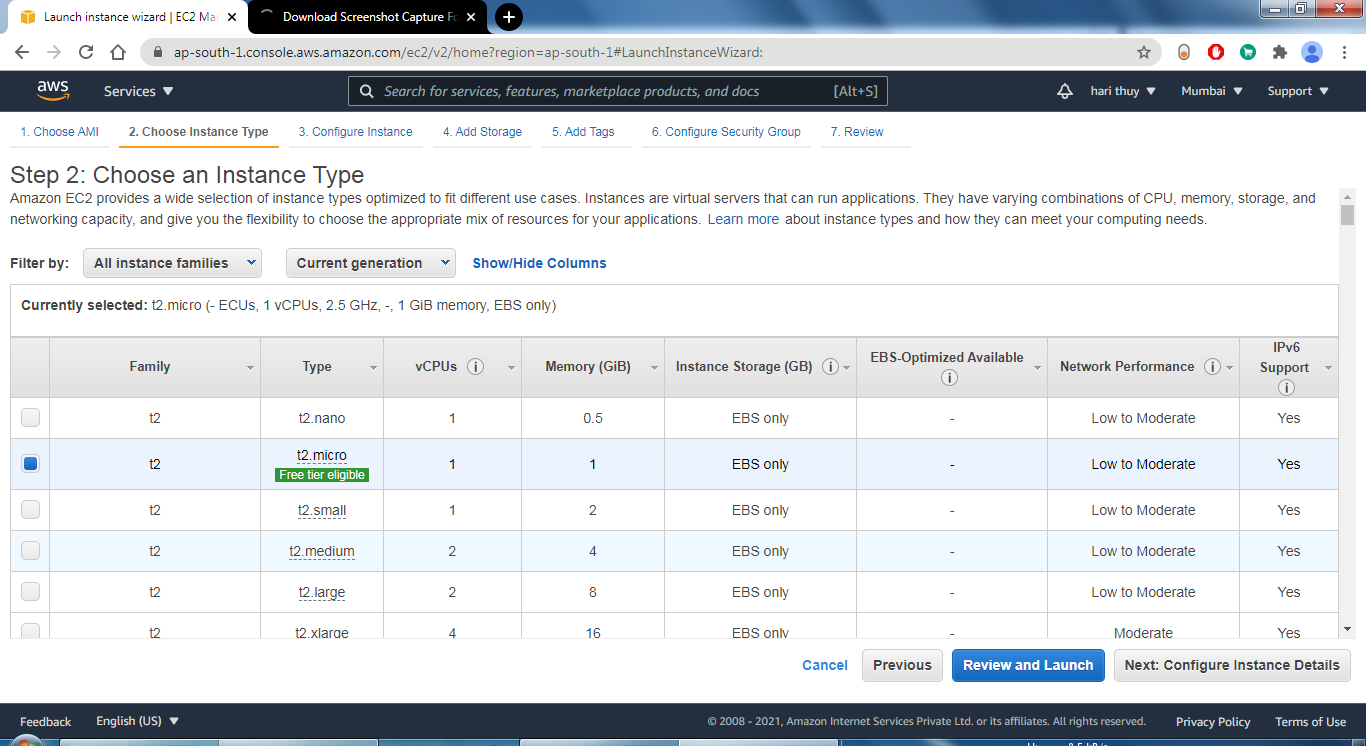 Launch instance wizard | EC2 Ma
Download Screenshot Capture Fo
ap-south-1.console.aws.amazon.com/ec2/v2/home?region=ap-south-1#LaunchInstanceWizard:
aws Services Search for services, features, marketplace products, and docs [Alt+S] hari thuy Mumbai Support
1. Choose AMI 2. Choose Instance Type 3. Configure Instance 4. Add Storage 5. Add Tags 6. Configure Security Group 7. Review
Step 2: Choose an Instance Type
Amazon EC2 provides a wide selection of instance types optimized to fit different use cases. Instances are virtual servers that can run applications. They have varying combinations of CPU, memory, storage, and
networking capacity, and give you the flexibility to choose the appropriate mix of resources for your applications. Learn more about instance types and how they can meet your computing needs.
Filter by: All instance families Current generation Show/Hide Columns
Currently selected: t2.micro (- ECUs, 1 vCPUs, 2.5 GHz, -, 1 GiB memory, EBS only)
Family Type vCPUs Memory (GiB) Instance Storage (GB) EBS-Optimized Available Network Performance IPv6 Support
t2 t2.nano 1 0.5 EBS only - Low to Moderate Yes
t2 t2.micro 1 1 EBS only - Low to Moderate Yes
Free tier eligible
t2 t2.small 1 2 EBS only - Low to Moderate Yes
t2 t2.medium 2 4 EBS only - Low to Moderate Yes
t2 t2.large 2 8 EBS only - Low to Moderate Yes
t2 t2.xlarge 4 16 EBS only - Moderate Yes
Cancel Previous Review and Launch Next: Configure Instance Details
Feedback English (US) © 2008 - 2021, Amazon Internet Services Private Ltd. or its affiliates. All rights reserved. Privacy Policy Terms of Use